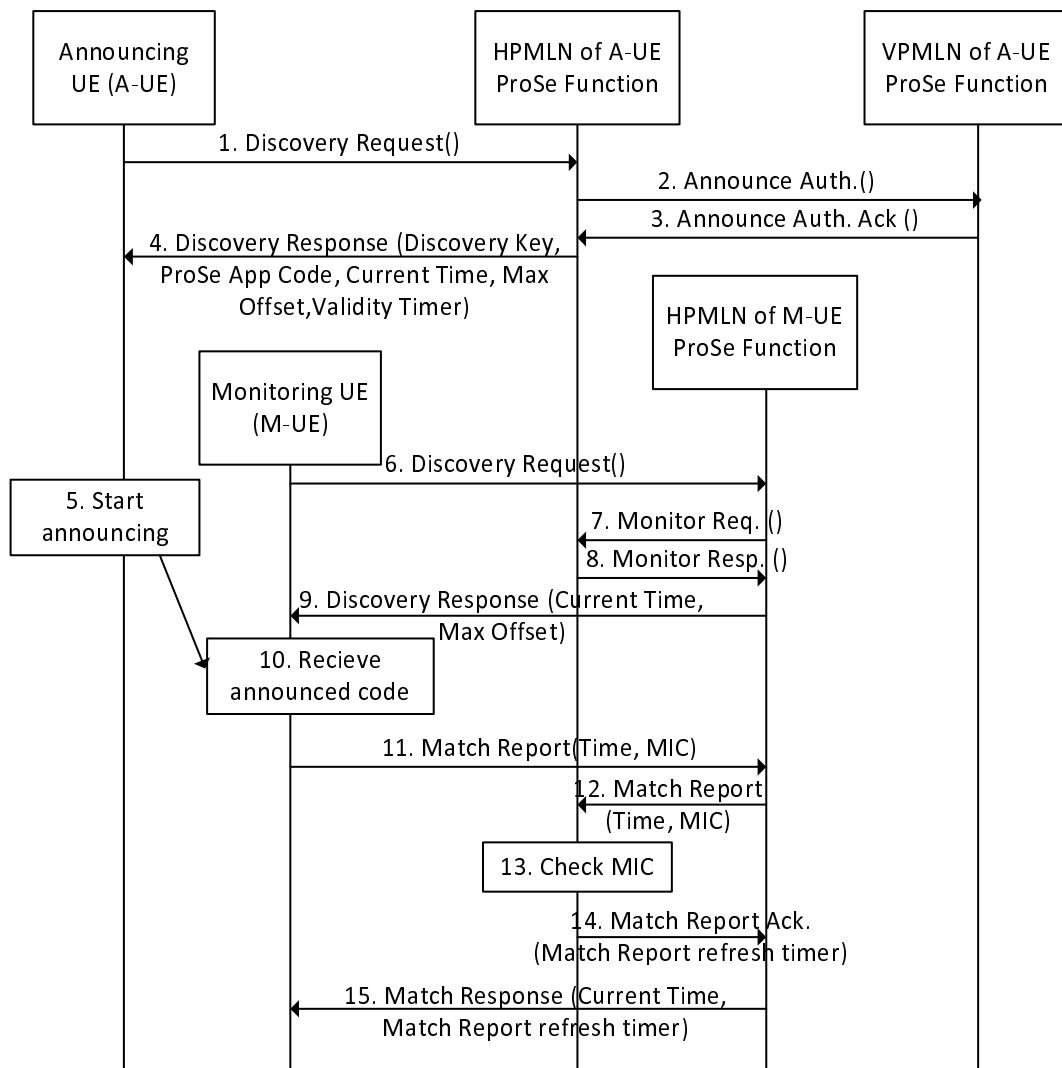 Announcing
UE (A-UE)
HPMLN of A-UE
ProSe Function
VPMLN of A-UE
ProSe Function
1. Discovery Request()
2. Announce Auth.()
3. Announce Auth. Ack ()
4. Discovery Response (Discovery Key,
ProSe App Code, Current Time, Max
Offset,Validity Timer)
HPMLN of M-UE
ProSe Function
Monitoring UE
(M-UE)
6. Discovery Request()
5. Start
announcing
7. Monitor Req. ()
8. Monitor Resp. ()
9. Discovery Response (Current Time,
Max Offset)
10. Recieve
announced code
11. Match Report(Time, MIC)
12. Match Report
(Time, MIC)
13. Check MIC
14. Match Report Ack.
(Match Report refresh timer)
15. Match Response (Current Time,
Match Report refresh timer)